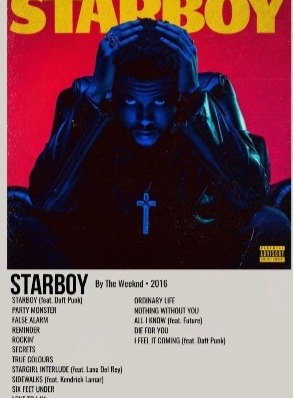 STARBOY
PARENTAL
ADVISORY
STARBOY By The Weeknd • 2016
STARBOY (feat. Daft Punk)
PARTY MONSTER
FALSE ALARM
REMINDER
ROCKIN'
SECRETS
TRUE COLOURS
STARGIRL INTERLUDE (feat. Lana Del Rey)
SIDEWALKS (feat. Kendrick Lamar)
SIX FEET UNDER
ORDINARY LIFE
NOTHING WITHOUT YOU
ALL I KNOW (feat. Future)
DIE FOR YOU
I FEEL IT COMING (feat. Daft Punk)